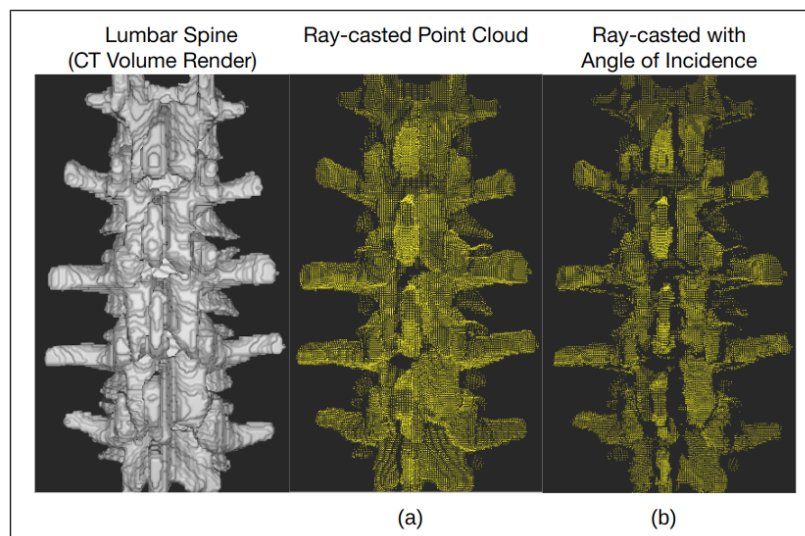 Lumbar Spine
(CT Volume Render)
Ray-casted Point Cloud
Ray-casted with
Angle of Incidence
(a)
(b)